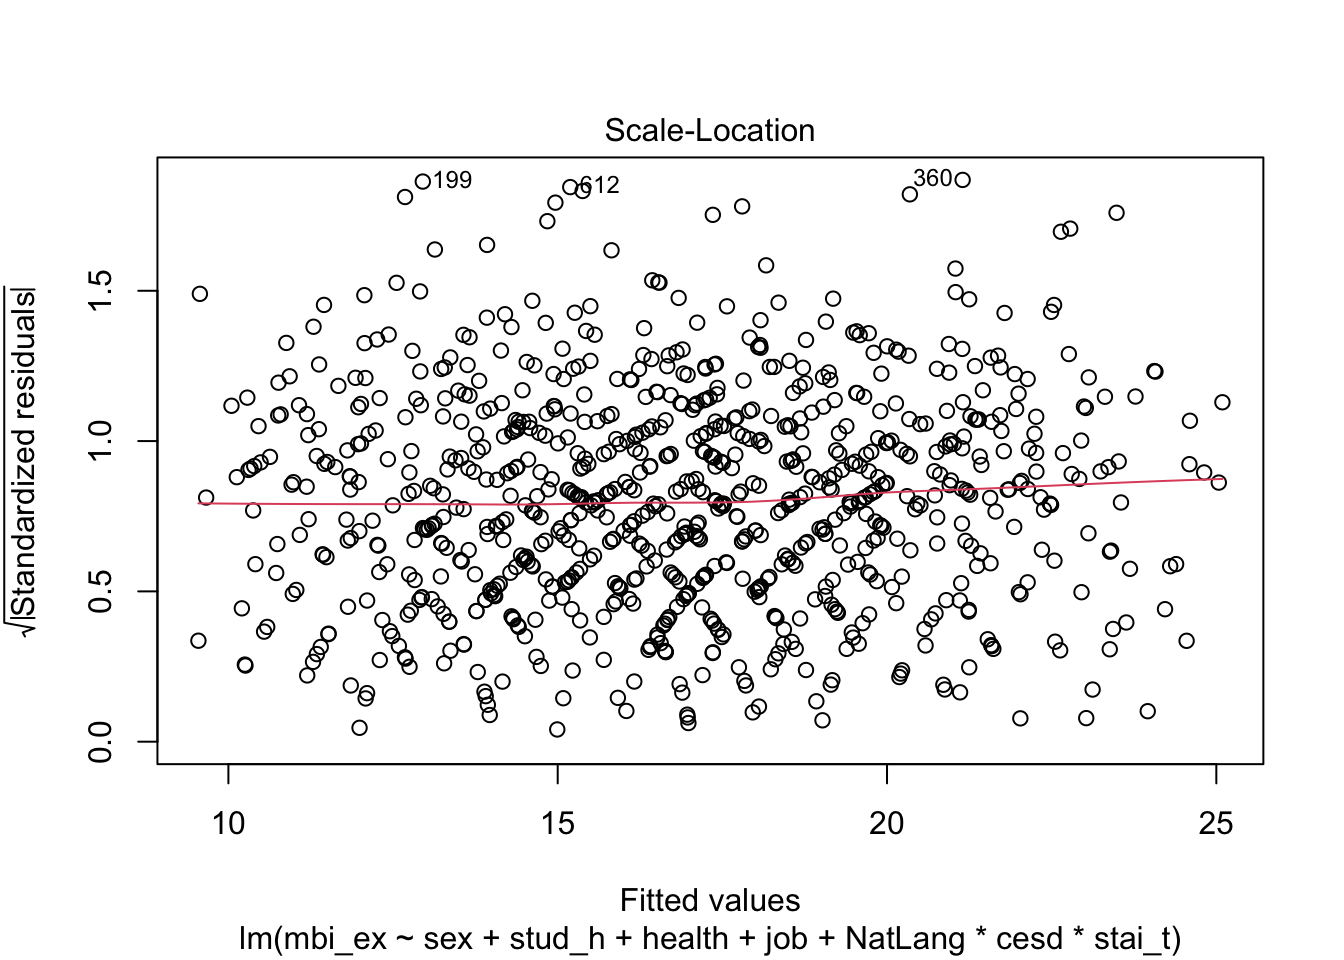 Scale-Location
199
612
360
√|Standardized residuals|
0.0
0.5
1.0
1.5
10
15
20
25
Fitted values
lm(mbi_ex ~ sex + stud_h + health + job + NatLang * cesd * stai_t)